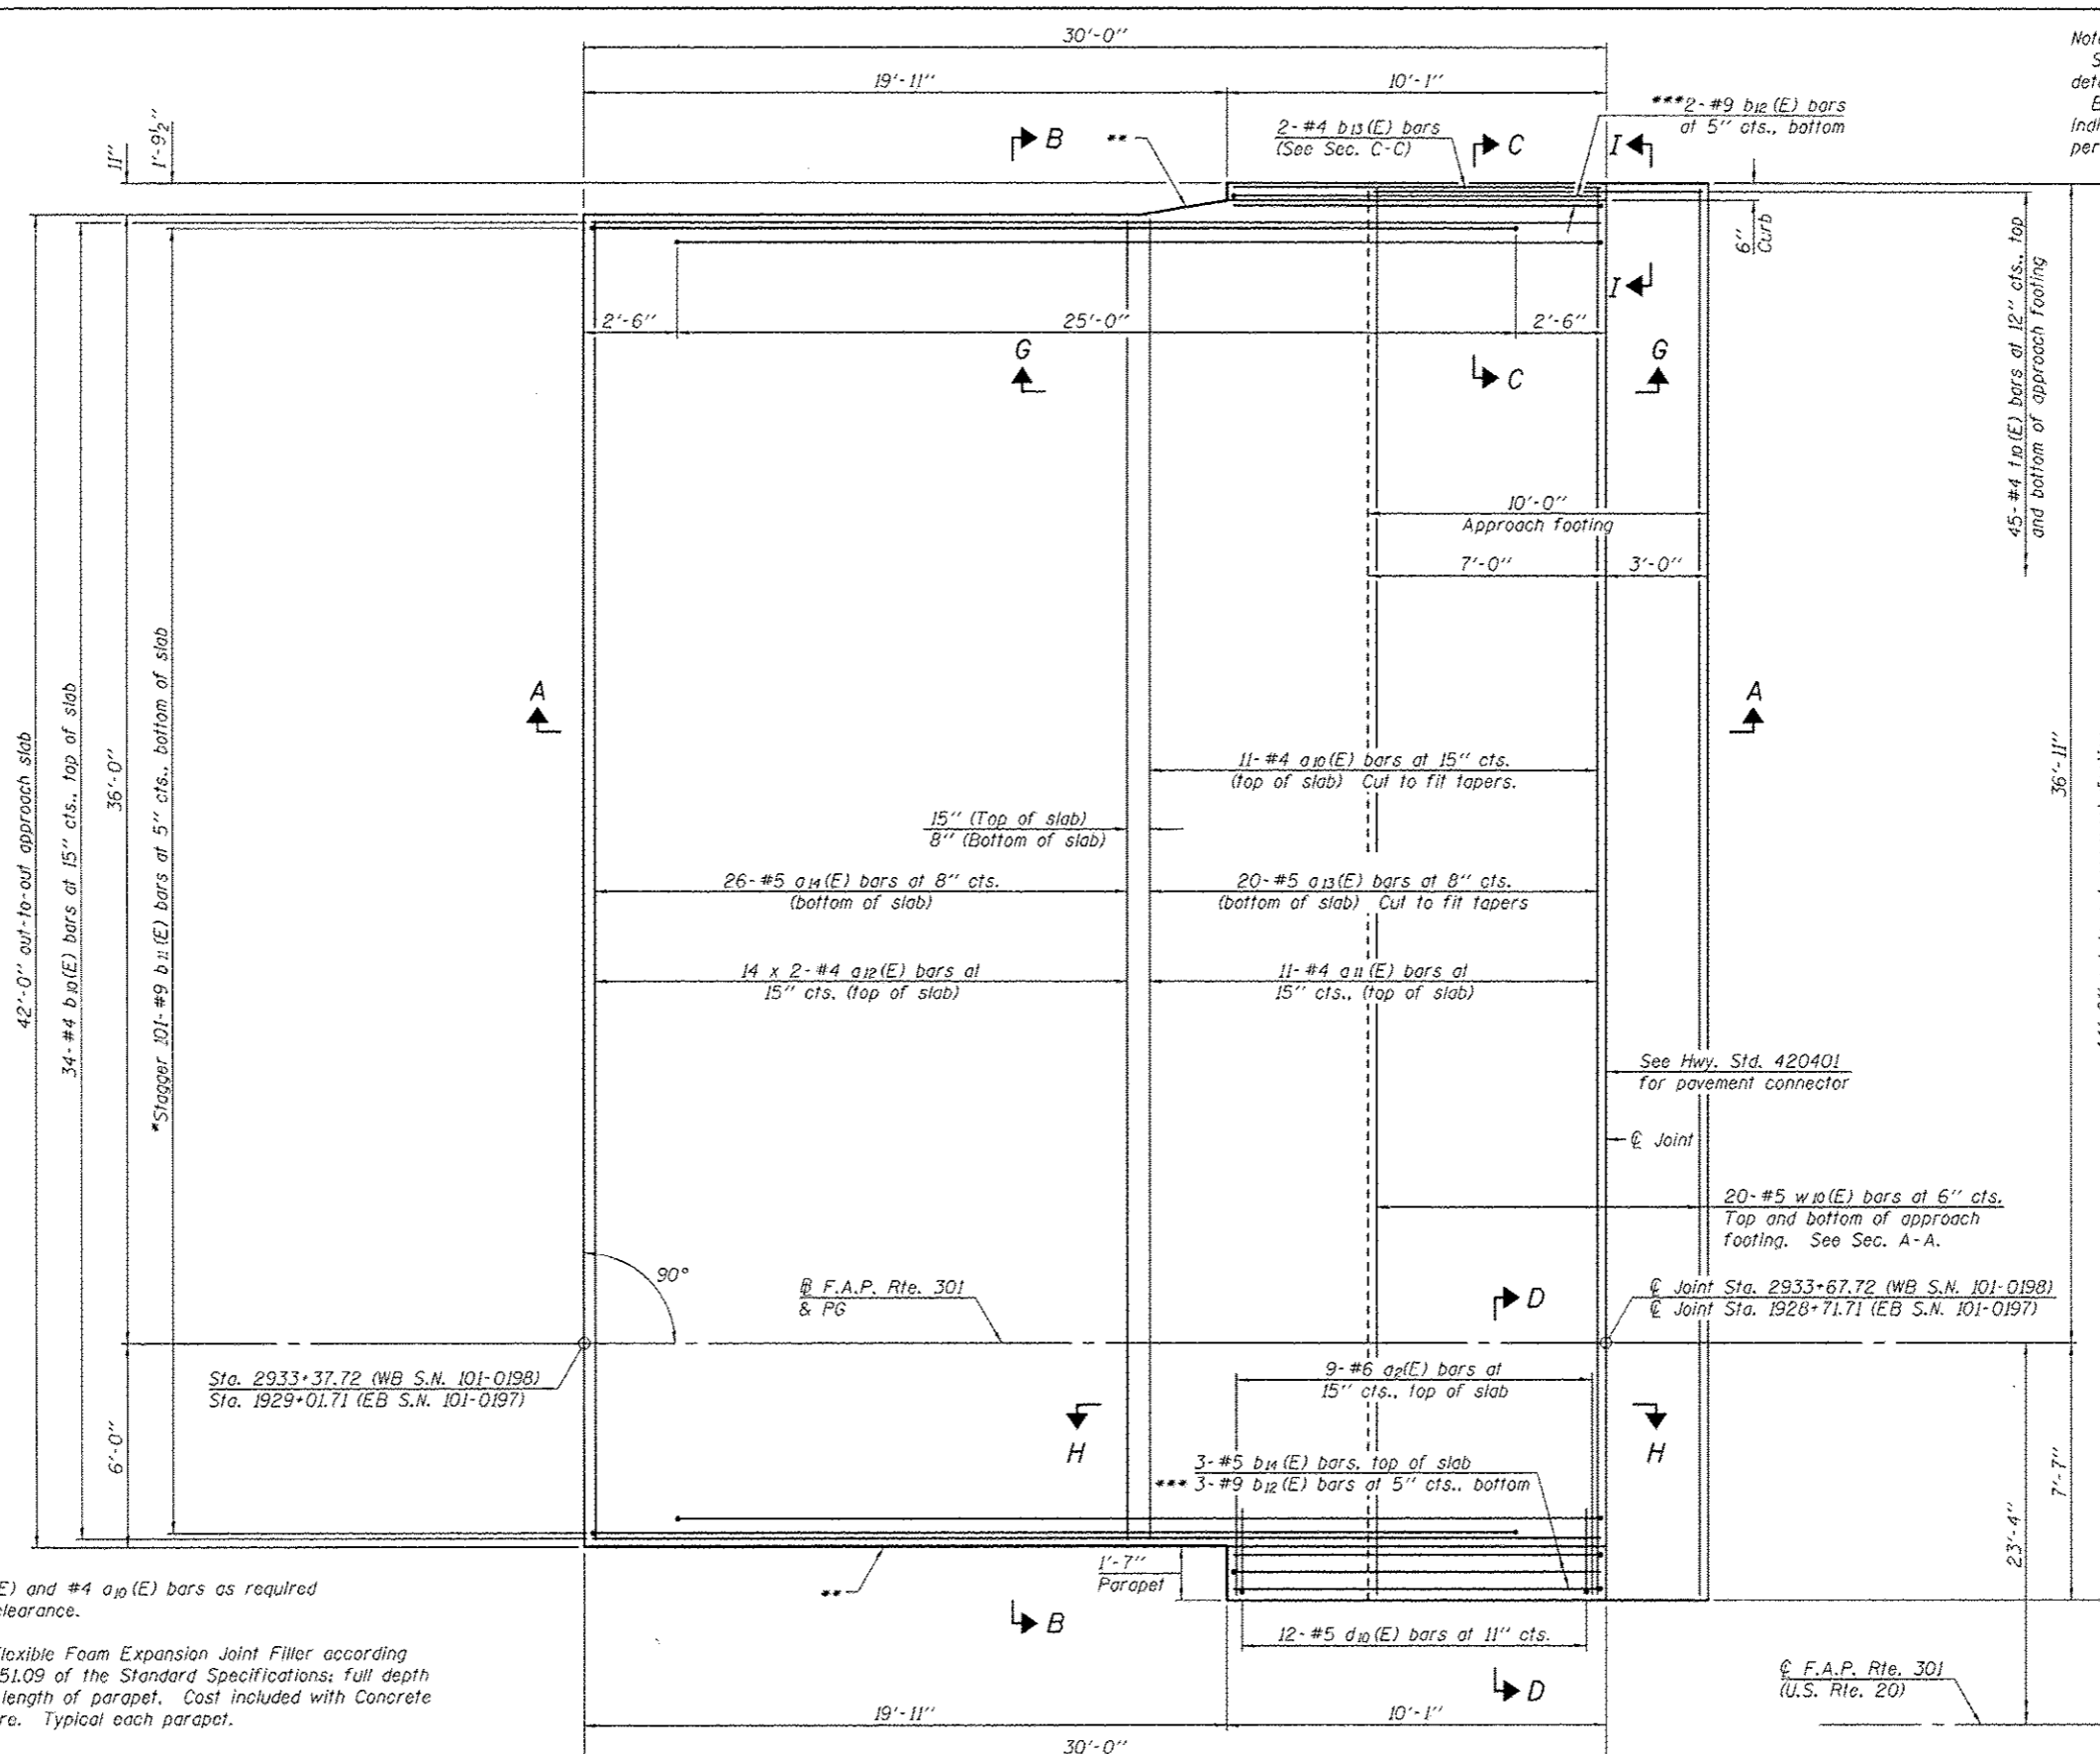 30'-0"
19'-11"
10'-1"
11"
1'-9½"
B
**
2-#4 b13(E) bars
(See Sec. C-C)
C
***2-#9 b12(E) bars
at 5" cts., bottom
I
6"
Curb
I
2'-6"
25'-0"
2'-6"
G
C
G
45-#4 t10(E) bars at 12" cts., top
and bottom of approach footing
10'-0"
Approach footing
7'-0"
3'-0"
42'-0" out-to-out approach slab
34-#4 b10(E) bars at 15" cts., top of slab
36'-0"
*Stagger 101-#9 b11(E) bars at 5" cts., bottom of slab
A
A
36'-11"
11-#4 a10(E) bars at 15" cts.
(top of slab) Cut to fit tapers.
15" (Top of slab)
8" (Bottom of slab)
26-#5 a14(E) bars at 8" cts.
(bottom of slab)
20-#5 a13(E) bars at 8" cts.
(bottom of slab) Cut to fit tapers
14 x 2-#4 a12(E) bars at
15" cts. (top of slab)
11-#4 a11(E) bars at
15" cts., (top of slab)
See Hwy. Std. 420401
for pavement connector
℄ Joint
20-#5 w10(E) bars at 6" cts.
Top and bottom of approach
footing. See Sec. A-A.
90°
℄ F.A.P. Rte. 301
& PG
D
℄ Joint Sta. 2933+67.72 (WB S.N. 101-0198)
℄ Joint Sta. 1928+71.71 (EB S.N. 101-0197)
Sta. 2933+37.72 (WB S.N. 101-0198)
Sta. 1929+01.71 (EB S.N. 101-0197)
9-#6 a2(E) bars at
15" cts., top of slab
6'-0"
H
H
3-#5 b14(E) bars, top of slab
*** 3-#9 b12(E) bars at 5" cts., bottom
7'-7"
23'-4"
1'-7"
Parapet
**
B
12-#5 d10(E) bars at 11" cts.
D
E) and #4 a10(E) bars as required
learance.
lexible Foam Expansion Joint Filler according
51.09 of the Standard Specifications; full depth
length of parapet. Cost included with Concrete
re. Typical each parapet.
℄ F.A.P. Rte. 301
(U.S. Rte. 20)
19'-11"
10'-1"
30'-0"